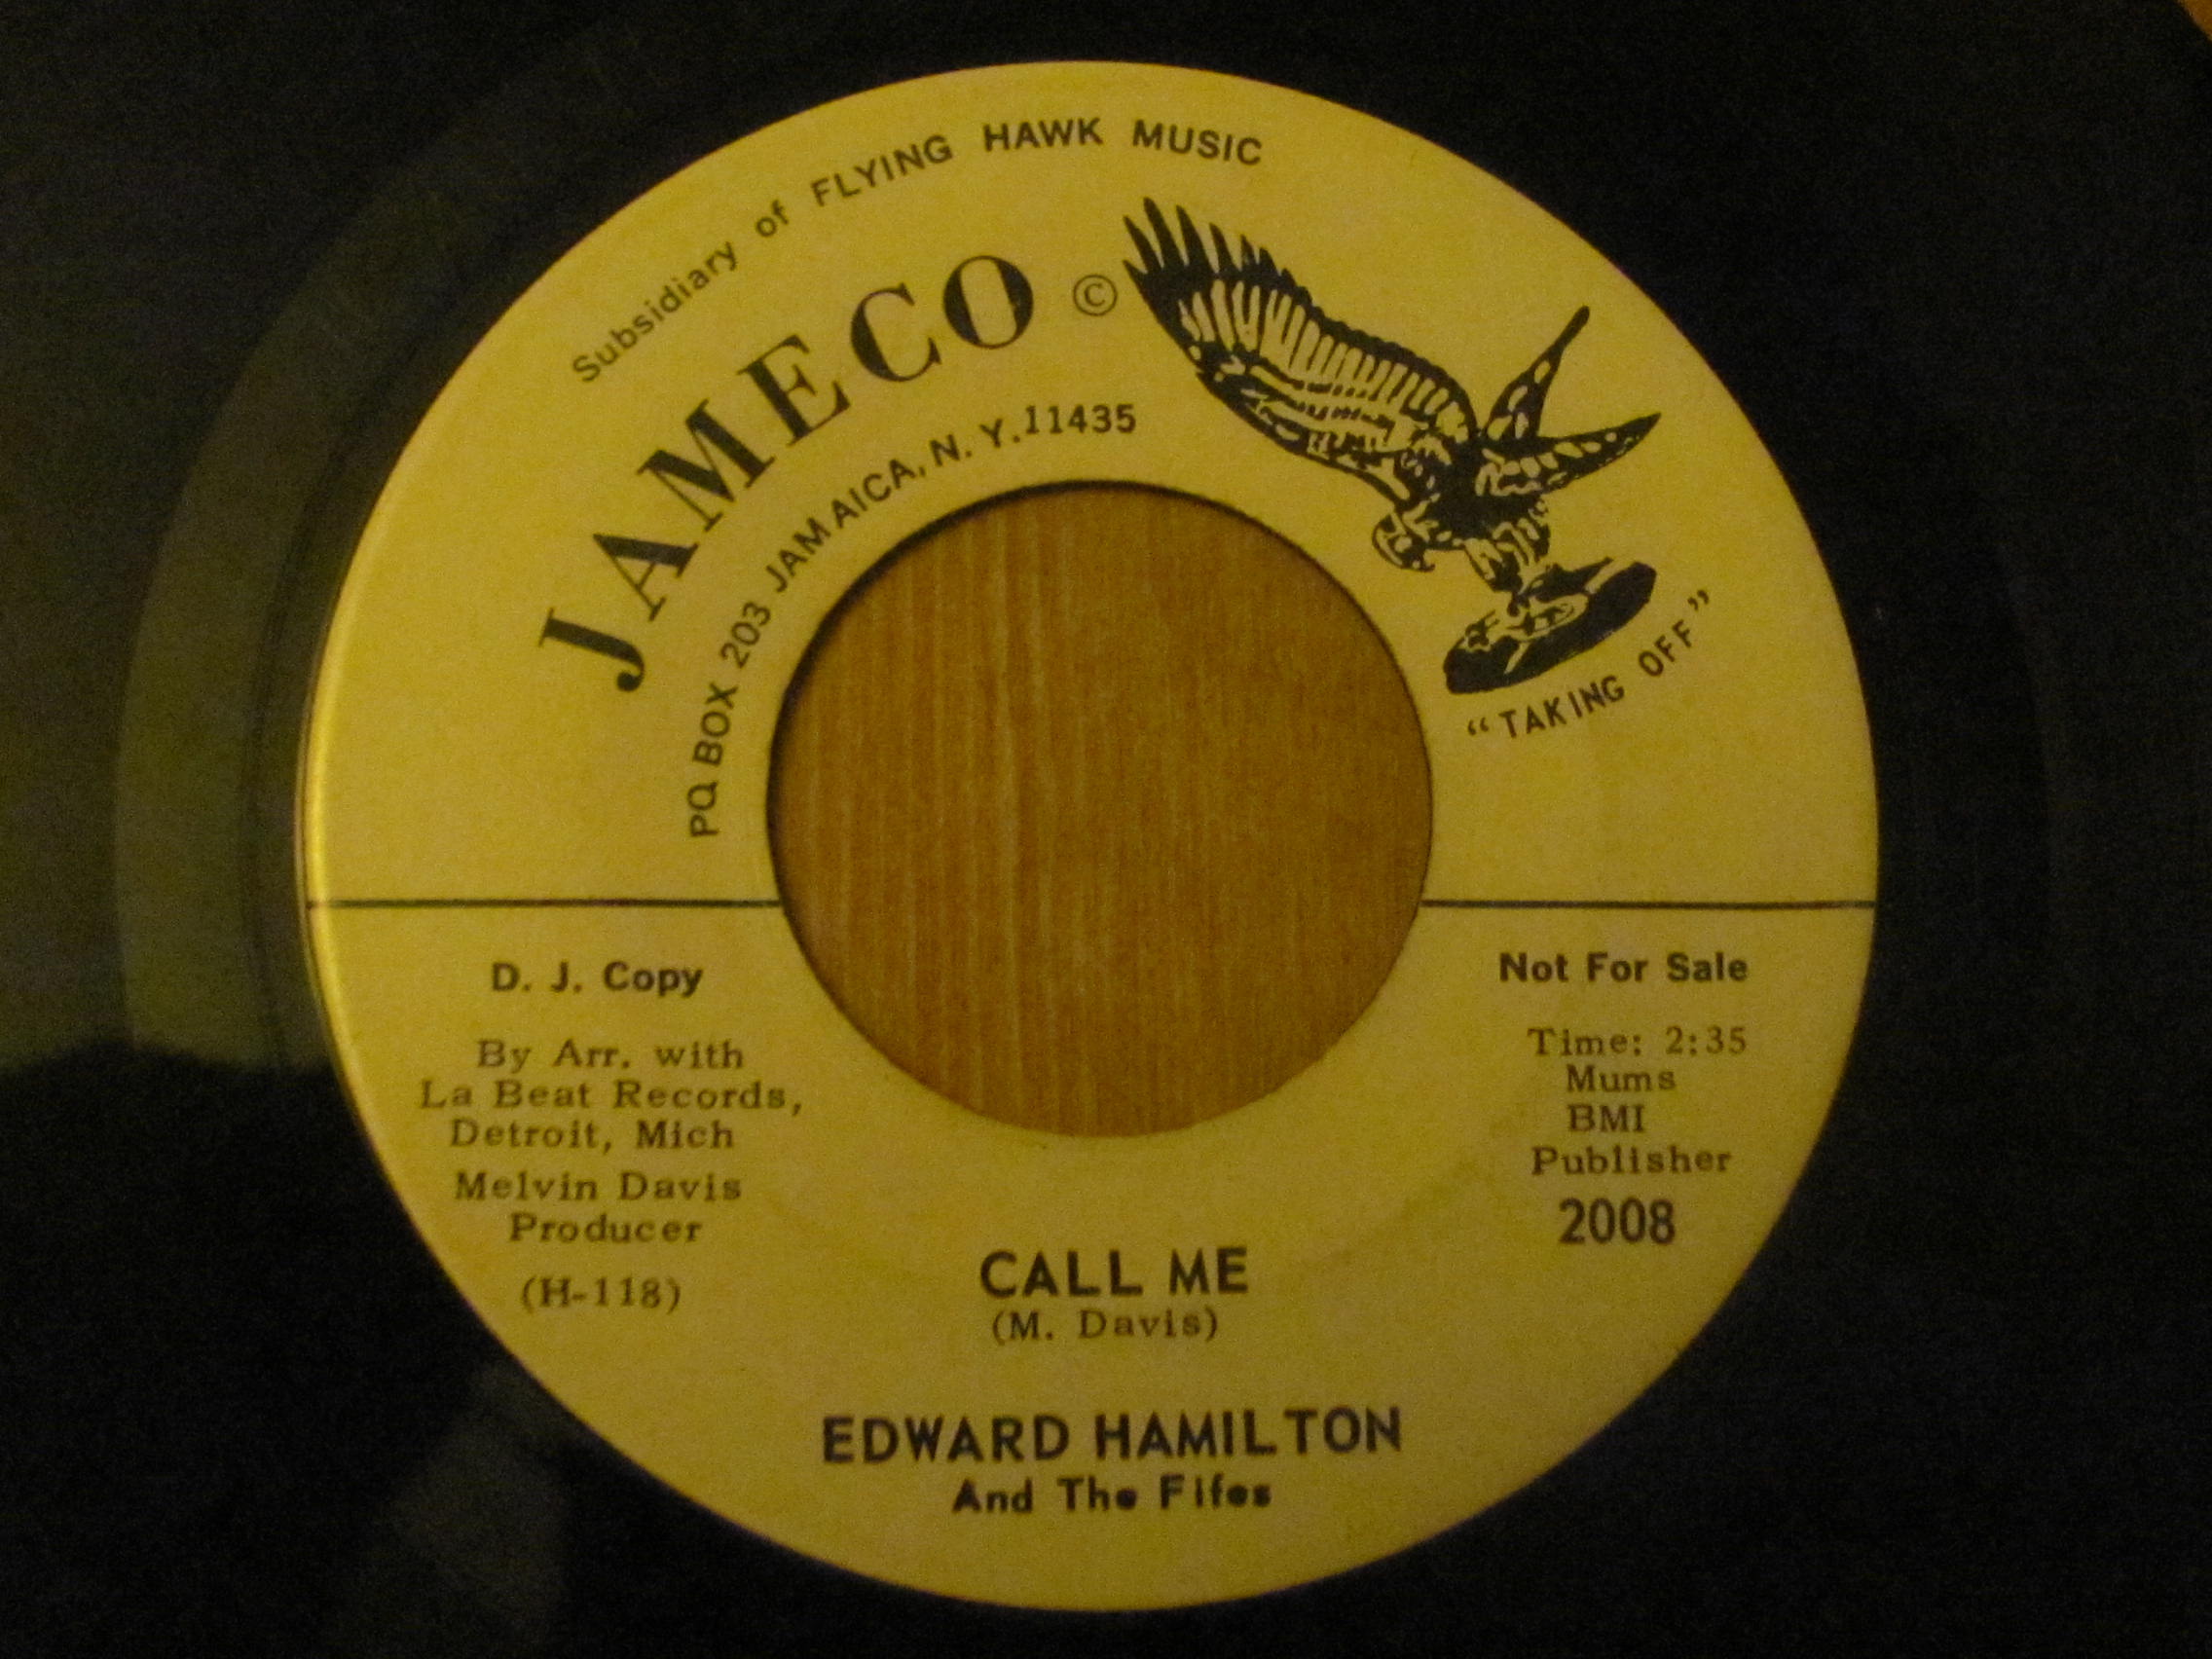 Subsidiary of FLYING HAWK MUSIC
JAMECO ©
PO BOX 203 JAMAICA, N. Y. 11435
“TAKING OFF”
D. J. Copy
By Arr. with
La Beat Records,
Detroit, Mich
Melvin Davis
Producer
(H-118)
Not For Sale
Time: 2:35
Mums
BMI
Publisher
2008
CALL ME
(M. Davis)
EDWARD HAMILTON
And The Fifes